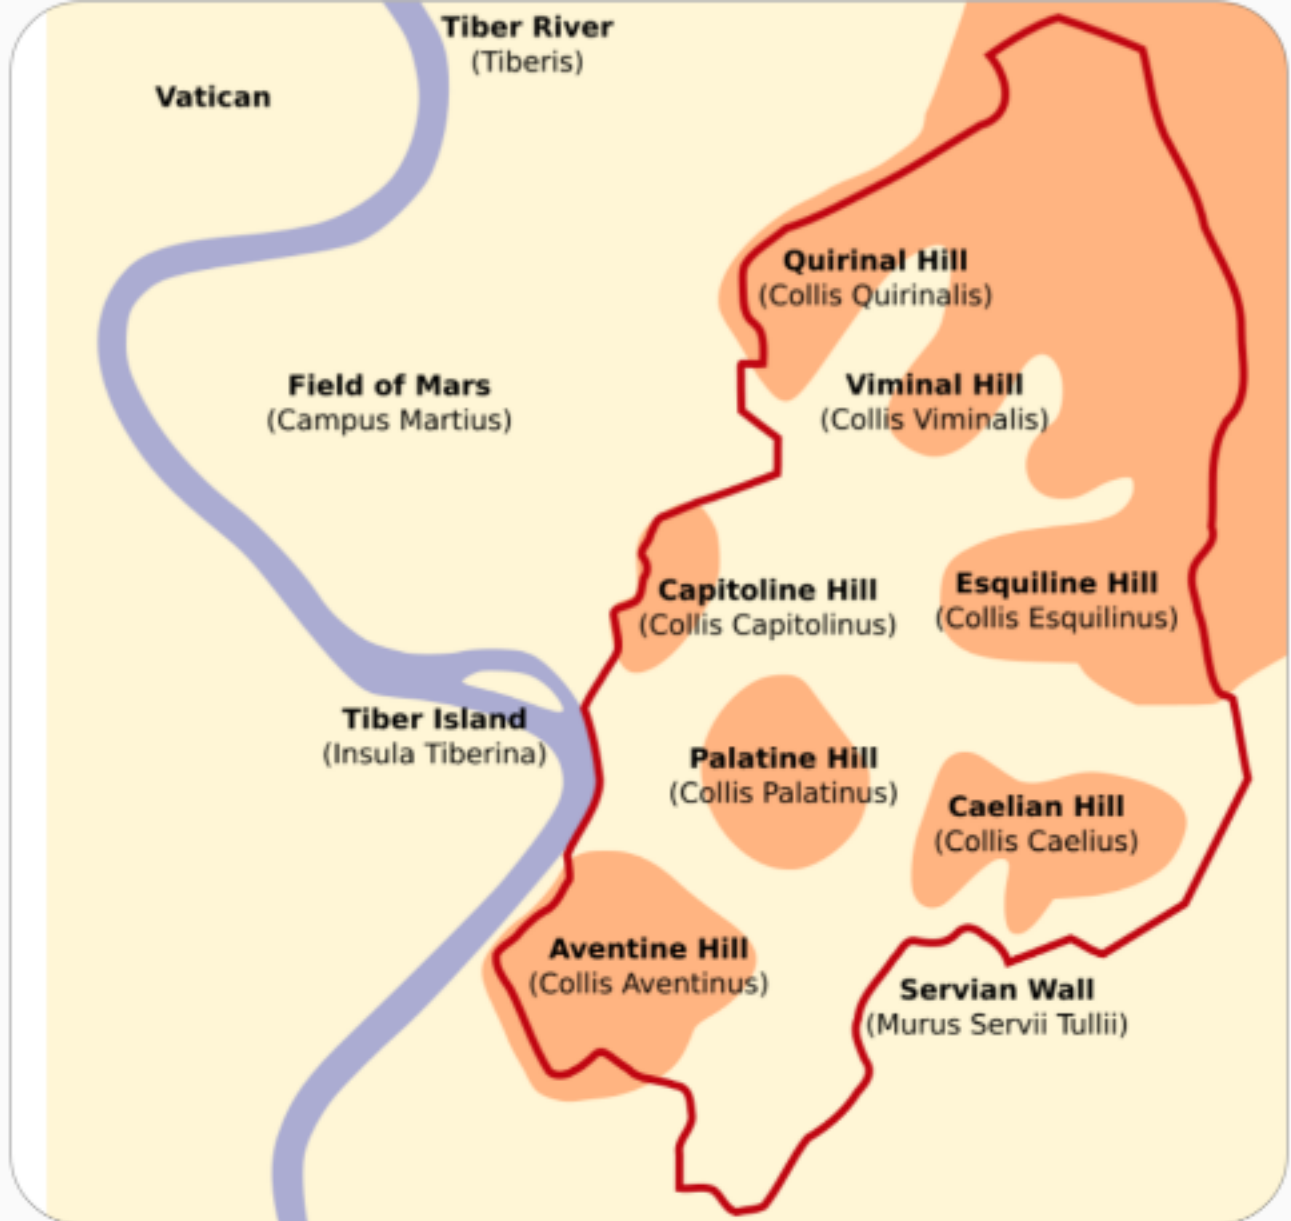 Tiber River
(Tiberis)
Vatican
Quirinal Hill
(Collis Quirinalis)
Field of Mars
(Campus Martius)
Viminal Hill
(Collis Viminalis)
Capitoline Hill
(Collis Capitolinus)
Esquiline Hill
(Collis Esquilinus)
Tiber Island
(Insula Tiberina)
Palatine Hill
(Collis Palatinus)
Caelian Hill
(Collis Caelius)
Aventine Hill
(Collis Aventinus)
Servian Wall
(Murus Servii Tullii)